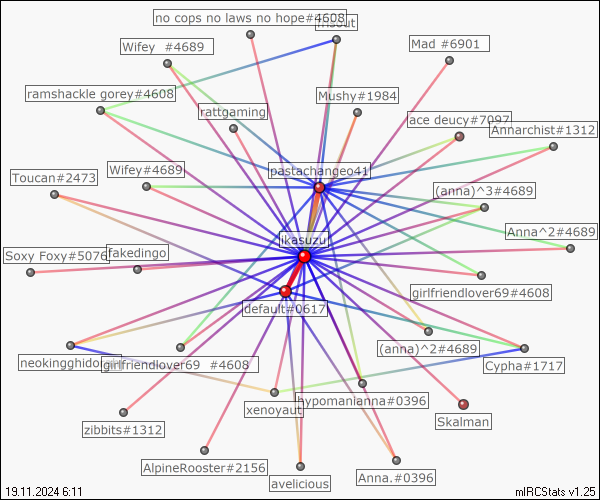 no cops no laws no hope#4608
Wifey #4689
Mad #6901
ramshackle gorey#4608
Mushy#1984
rattgaming
ace deucy#7097
Annarchist#1312
pastachangeo41
Toucan#2473
Wifey#4689
(anna)^3#4689
Anna^2#4689
ikasuzu
Soxy Foxy#5076
fakedingo
girlfriendlover69#4608
default#0617
neokingghido
girlfriendlover69 #4608
(anna)^2#4689
Cypha#1717
xenoyaut
hypomanianna#0396
Skalman
zibbits#1312
AlpineRooster#2156
avelicious
Anna.#0396
19.11.2024 6:11
mIRCStats v1.25